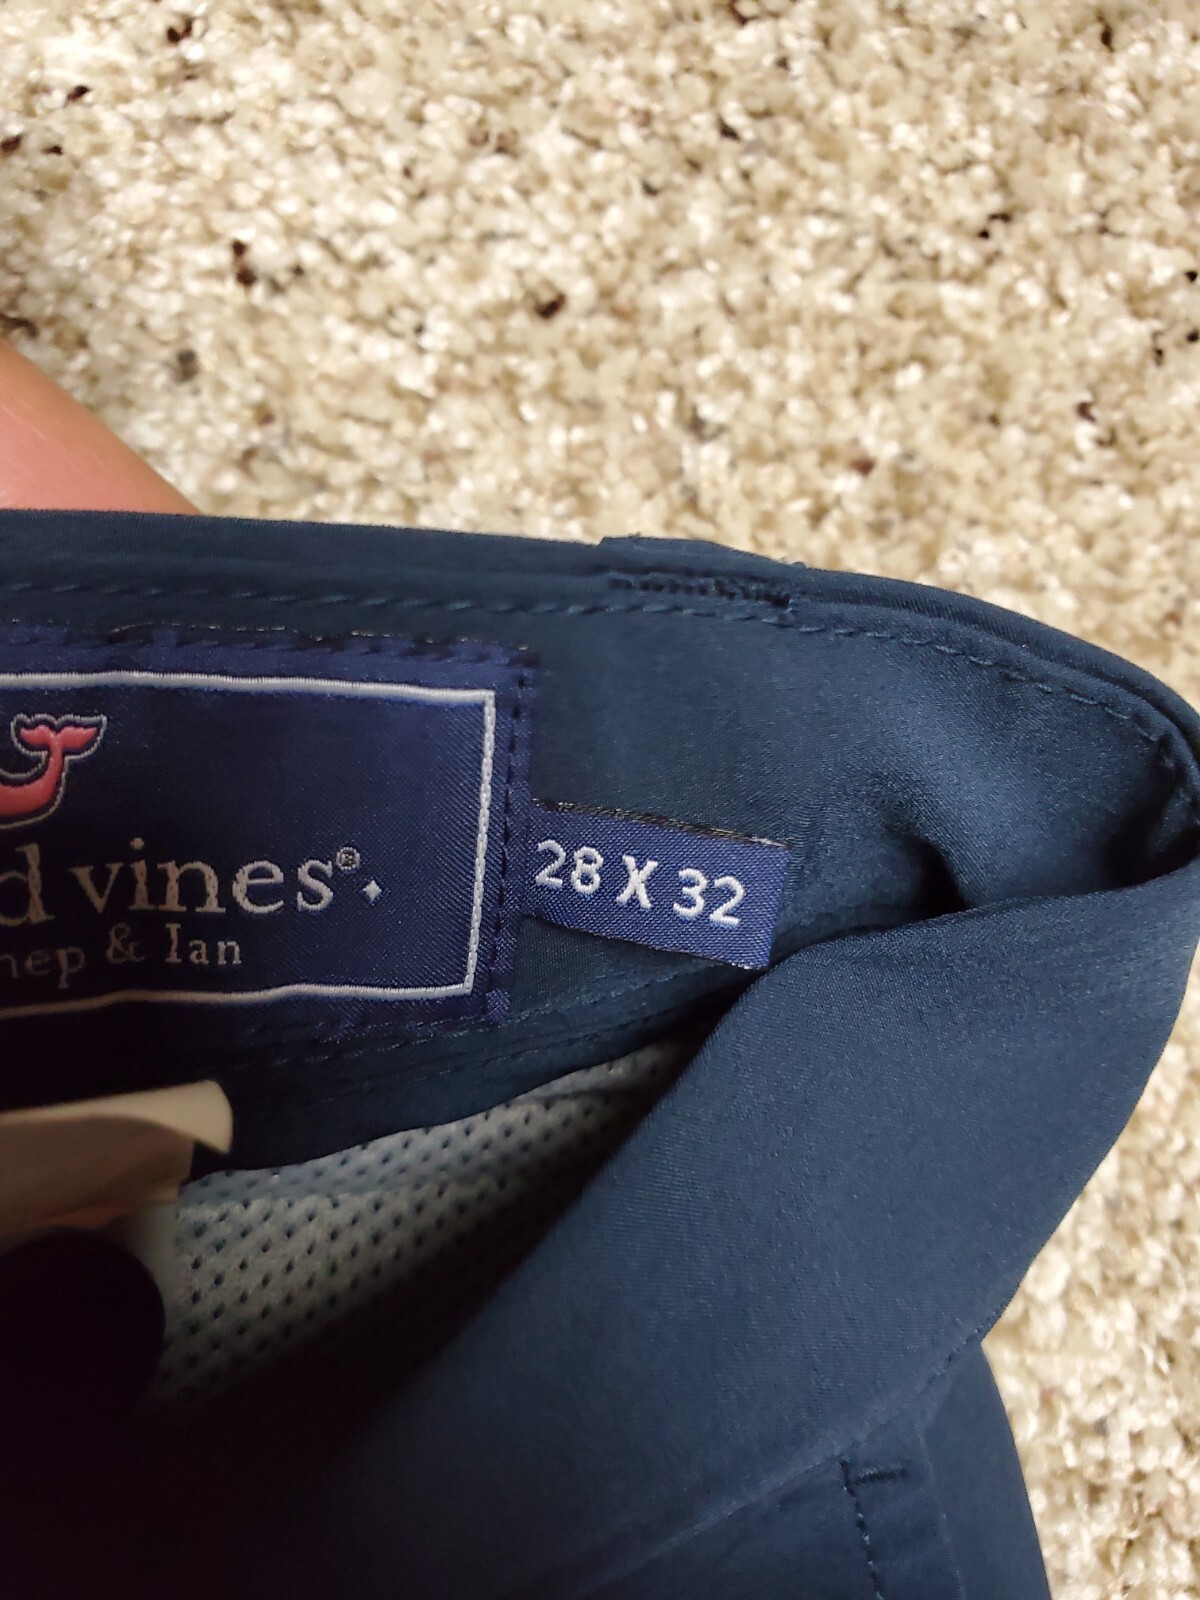 d vines®
hep & Ian
28 X 32